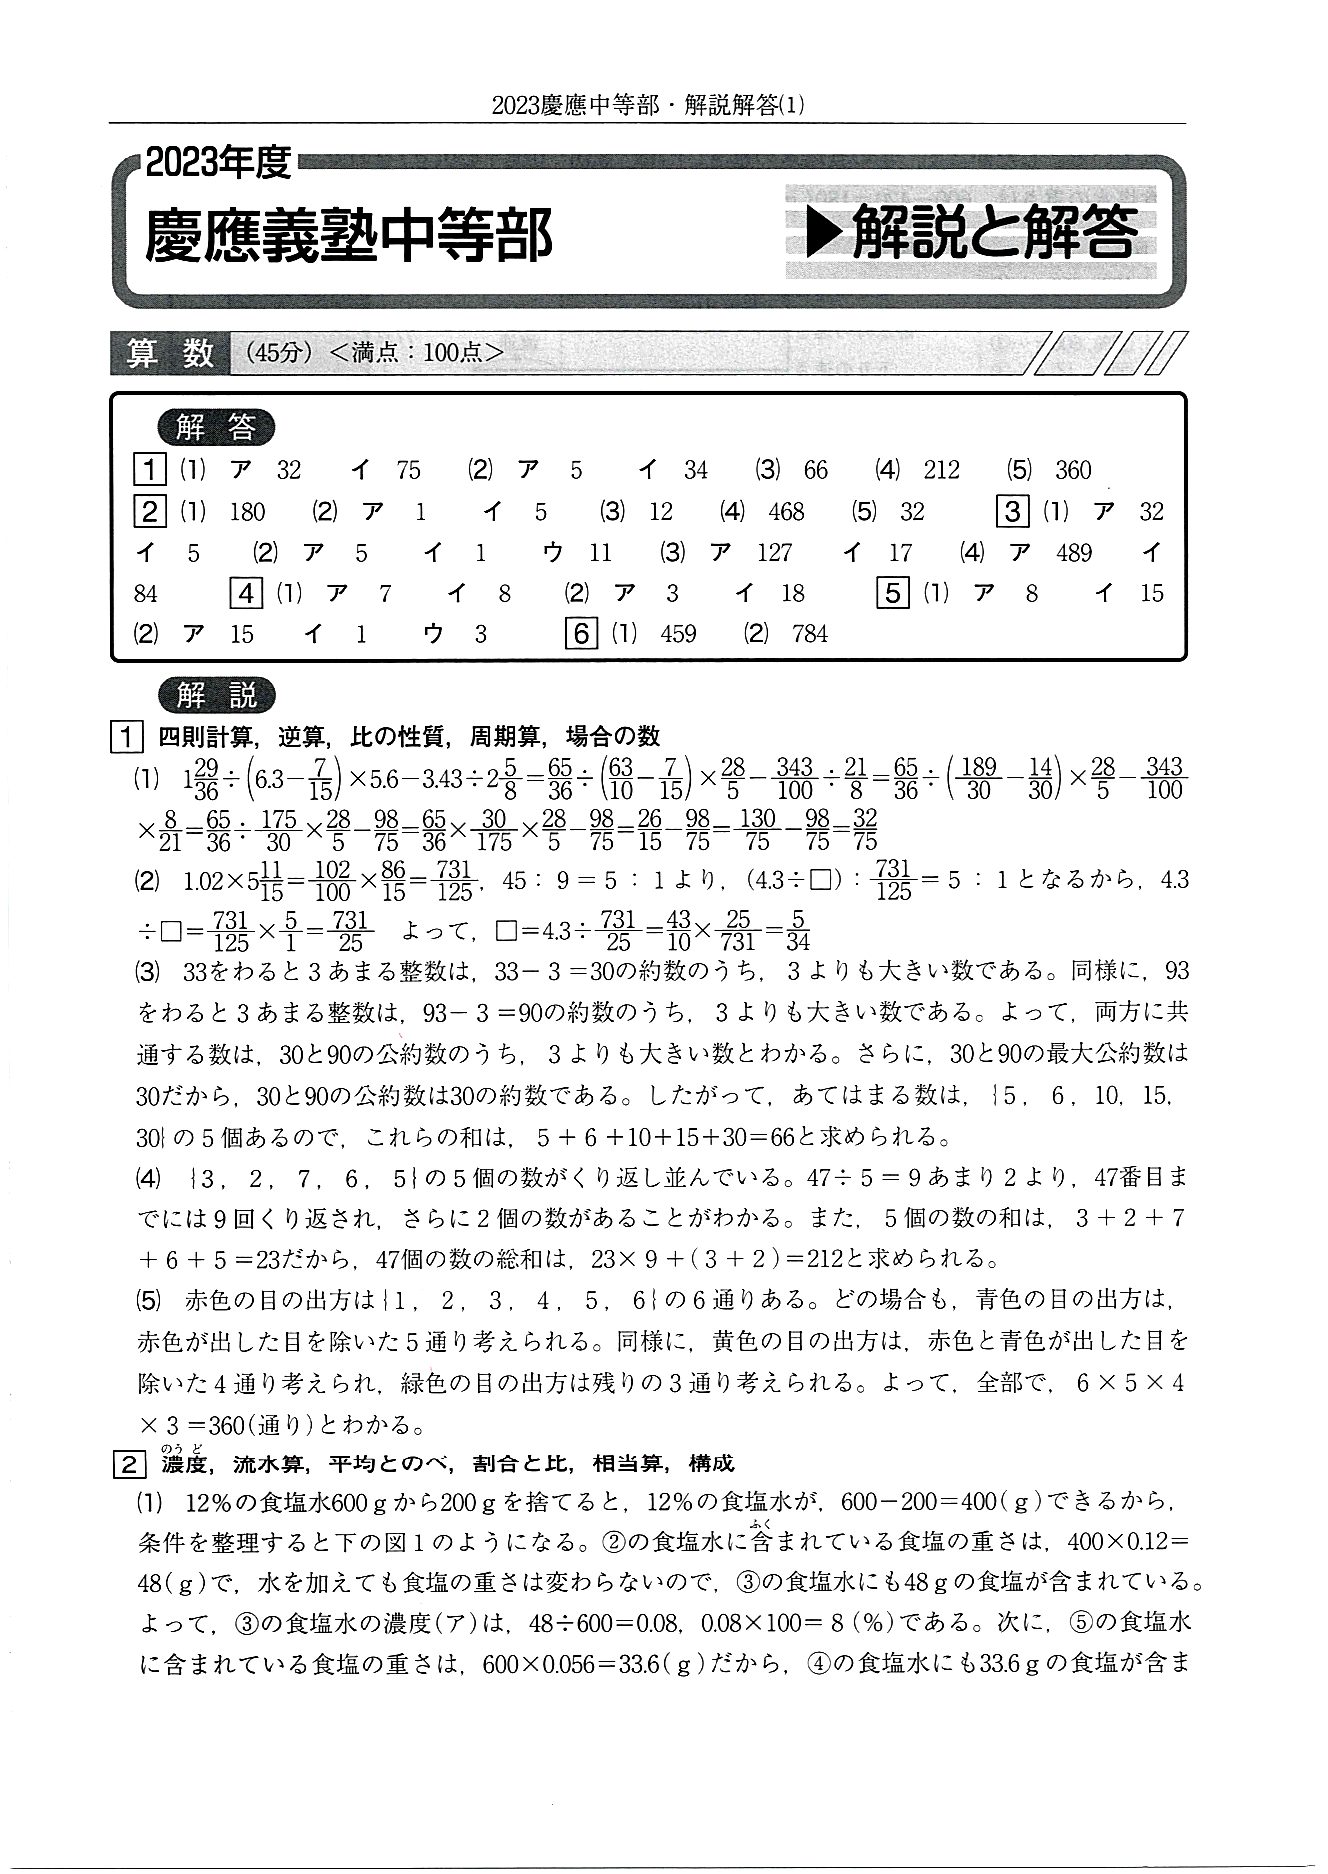 2023慶應中等部・解説解答(1)
2023年度
慶應義塾中等部 ▶解説と解答
算数 (45分) <満点:100点>
解答
1 (1) ア 32 イ 75 (2) ア 5 イ 34 (3) 66 (4) 212 (5) 360
2 (1) 180 (2) ア 1 イ 5 (3) 12 (4) 468 (5) 32 3 (1) ア 32
イ 5 (2) ア 5 イ 1 ウ 11 (3) ア 127 イ 17 (4) ア 489 イ
84 4 (1) ア 7 イ 8 (2) ア 3 イ 18 5 (1) ア 8 イ 15
(2) ア 15 イ 1 ウ 3 6 (1) 459 (2) 784
解説
1 四則計算,逆算,比の性質,周期算,場合の数
(1) 1 29/36÷(6.3−7/15)×5.6−3.43÷2 5/8=65/36÷(63/10−7/15)×28/5−343/100÷21/8=65/36÷(189/30−14/30)×28/5−343/100
×8/21=65/36÷175/30×28/5−98/75=65/36×30/175×28/5−98/75=26/15−98/75=130/75−98/75=32/75
(2) 1.02×5 11/15=102/100×86/15=731/125,45:9=5:1より,(4.3÷□):731/125=5:1となるから,4.3
÷□=731/125×5/1=731/25 よって,□=4.3÷731/25=43/10×25/731=5/34
(3) 33をわると3あまる整数は,33−3=30の約数のうち,3よりも大きい数である。同様に,93
をわると3あまる整数は,93−3=90の約数のうち,3よりも大きい数である。よって,両方に共
通する数は,30と90の公約数のうち,3よりも大きい数とわかる。さらに,30と90の最大公約数は
30だから,30と90の公約数は30の約数である。したがって,あてはまる数は,{5,6,10,15,
30}の5個あるので,これらの和は,5+6+10+15+30=66と求められる。
(4) {3,2,7,6,5}の5個の数がくり返し並んでいる。47÷5=9あまり2より,47番目ま
でには9回くり返され,さらに2個の数があることがわかる。また,5個の数の和は,3+2+7
+6+5=23だから,47個の数の総和は,23×9+(3+2)=212と求められる。
(5) 赤色の目の出方は{1,2,3,4,5,6}の6通りある。どの場合も,青色の目の出方は,
赤色が出した目を除いた5通り考えられる。同様に,黄色の目の出方は,赤色と青色が出した目を
除いた4通り考えられ,緑色の目の出方は残りの3通り考えられる。よって,全部で,6×5×4
×3=360(通り)とわかる。
のうど
2 濃度,流水算,平均とのべ,割合と比,相当算,構成
(1) 12%の食塩水600gから200gを捨てると,12%の食塩水が,600−200=400(g)できるから,
ふく
条件を整理すると下の図1のようになる。②の食塩水に含まれている食塩の重さは,400×0.12=
48(g)で,水を加えても食塩の重さは変わらないので,③の食塩水にも48gの食塩が含まれている。
よって,③の食塩水の濃度(ア)は,48÷600=0.08,0.08×100=8(%)である。次に,⑤の食塩水
に含まれている食塩の重さは,600×0.056=33.6(g)だから,④の食塩水にも33.6gの食塩が含ま